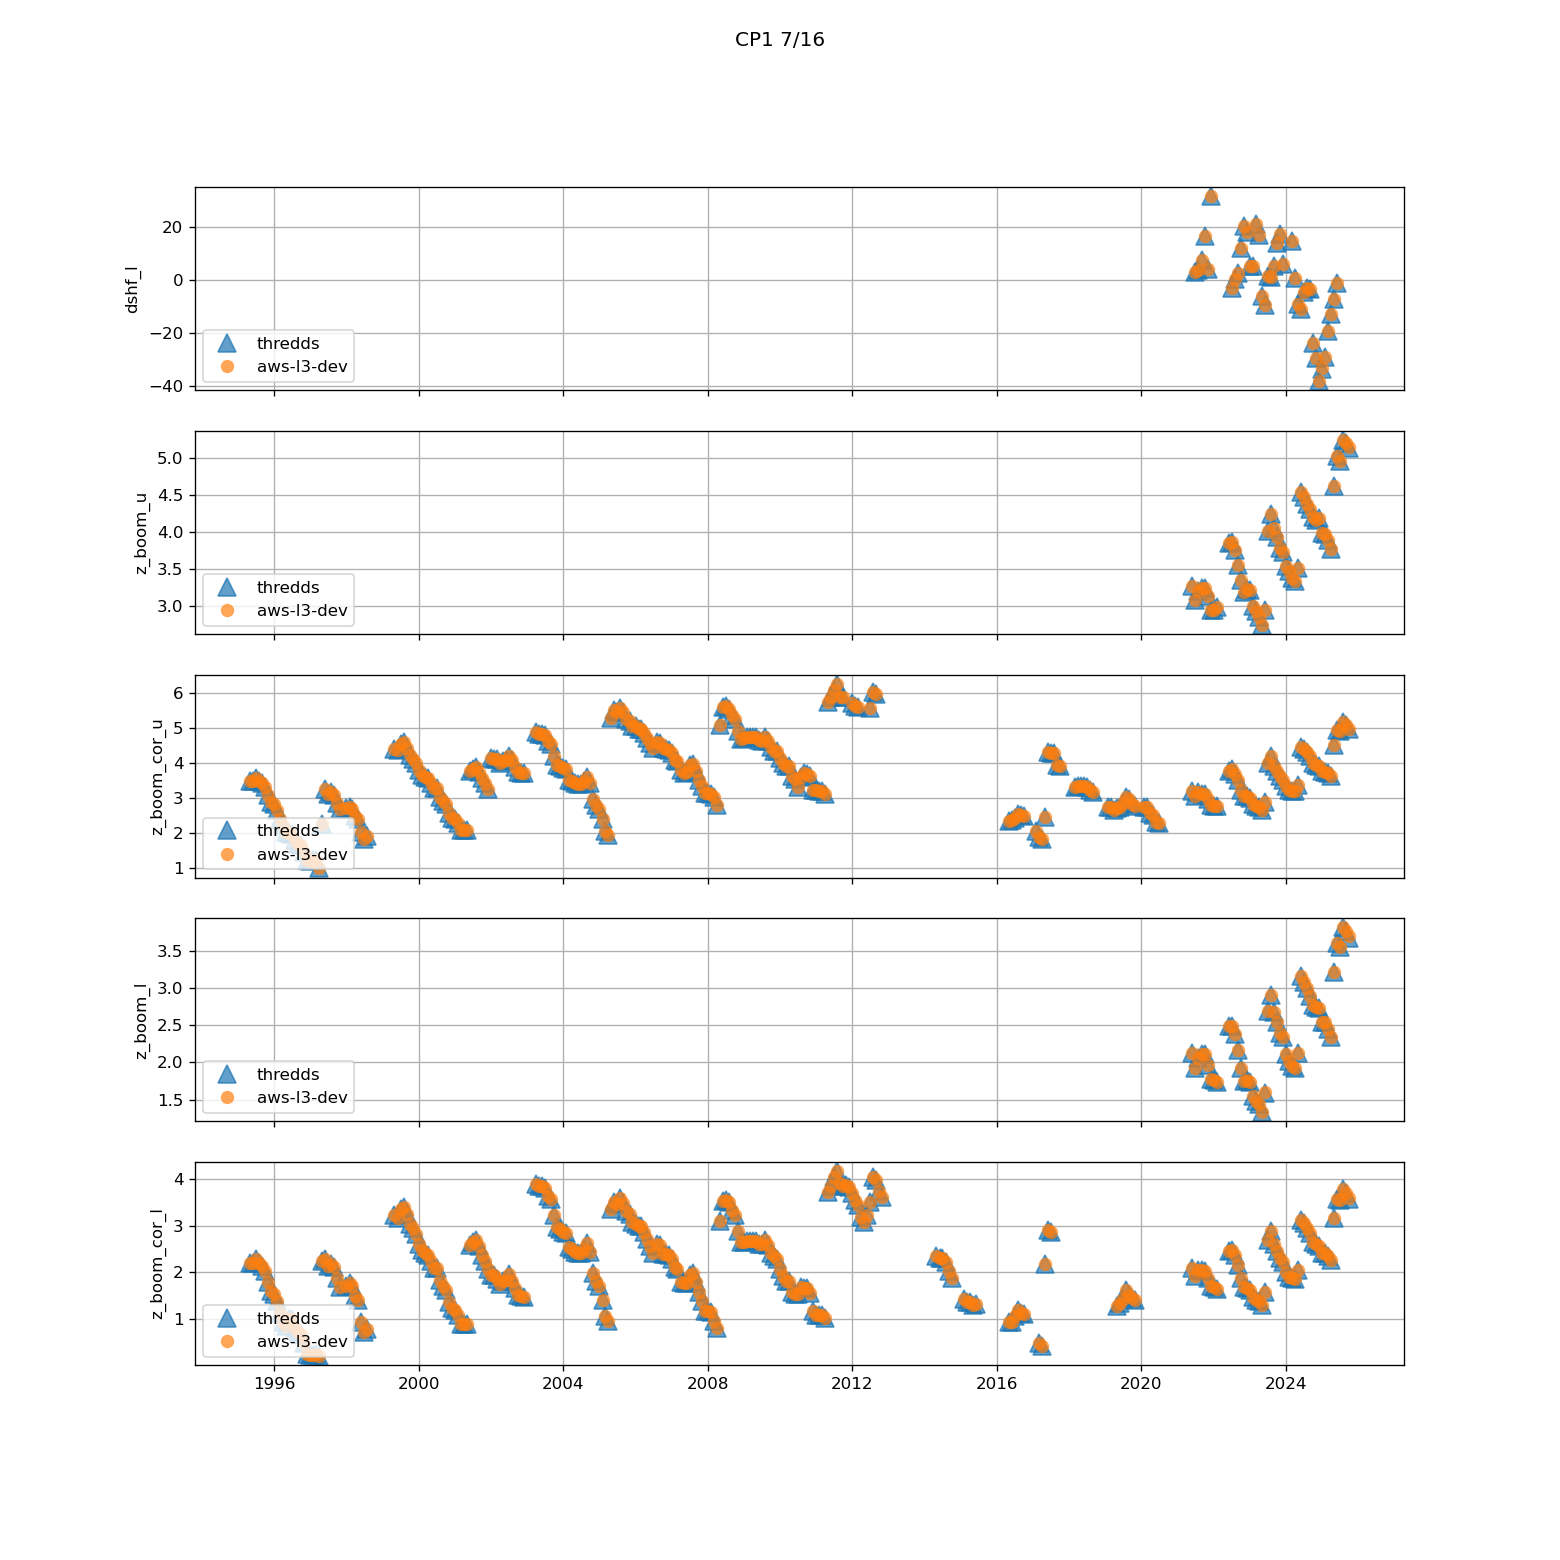 CP1 7/16
dshf_l
20
0
−20
−40
thredds
aws-l3-dev
z_boom_u
5.0
4.5
4.0
3.5
3.0
thredds
aws-l3-dev
z_boom_cor_u
6
5
4
3
2
1
thredds
aws-l3-dev
z_boom_l
3.5
3.0
2.5
2.0
1.5
thredds
aws-l3-dev
z_boom_cor_l
4
3
2
1
thredds
aws-l3-dev
1996 2000 2004 2008 2012 2016 2020 2024